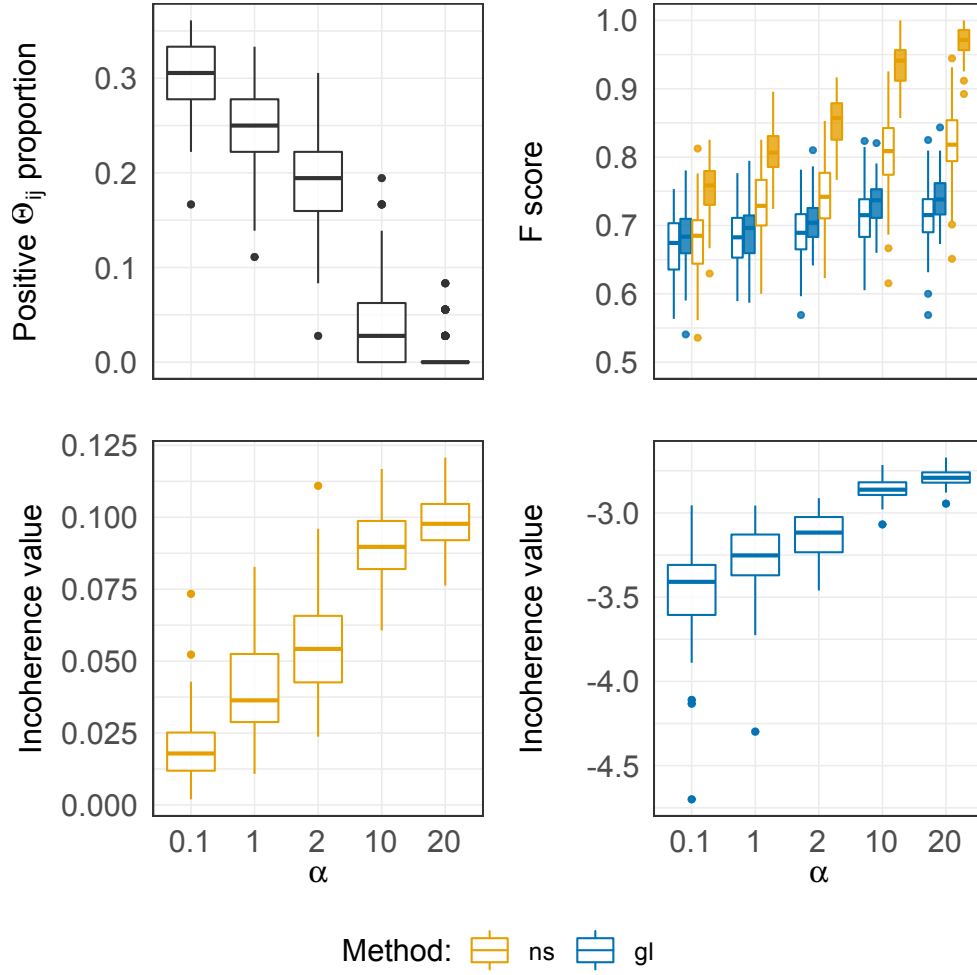 Positive Θij proportion
0.3
0.2
0.1
0.0
F score
1.0
0.9
0.8
0.7
0.6
0.5
Incoherence value
0.125
0.100
0.075
0.050
0.025
0.000
0.1 1 2 10 20
α
Incoherence value
-3.0
-3.5
-4.0
-4.5
0.1 1 2 10 20
α
Method: ns gl